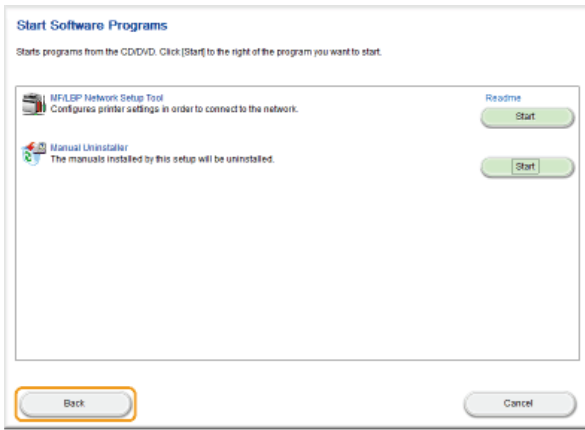 Start Software Programs
Starts programs from the CD/DVD. Click [Start] to the right of the program you want to start.
MF/LBP Network Setup Tool
Readme
Configures printer settings in order to connect to the network.
Start
Manual Uninstaller
The manuals installed by this setup will be uninstalled.
Start
Back
Cancel